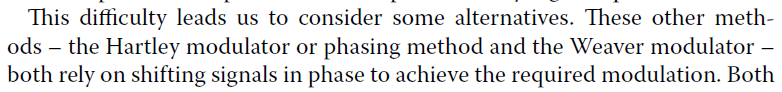 This difficulty leads us to consider some alternatives. These other meth-
ods – the Hartley modulator or phasing method and the Weaver modulator –
both rely on shifting signals in phase to achieve the required modulation. Both